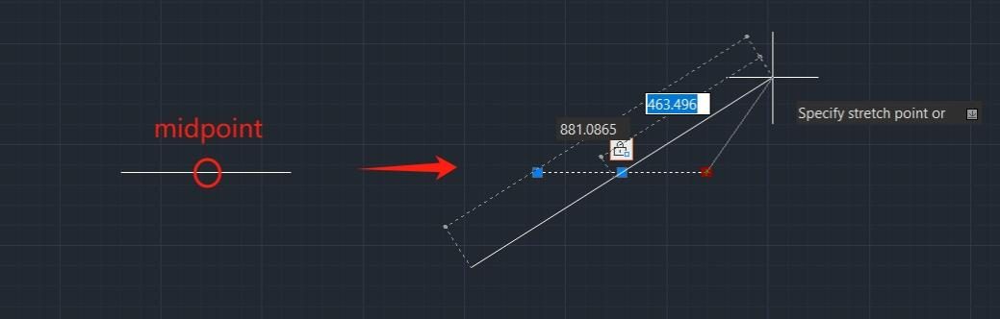 463.496
Specify stretch point or
midpoint
881.0865